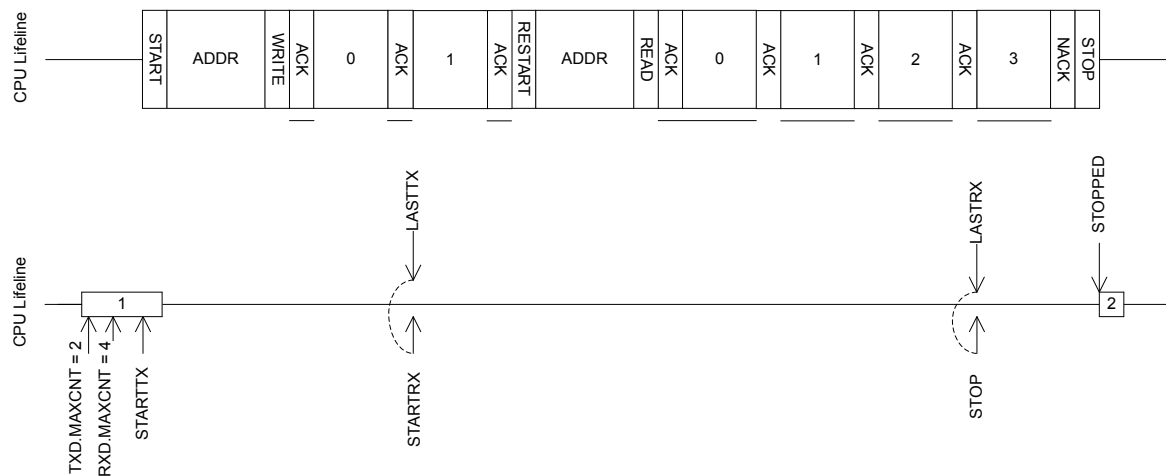 CPU Lifeline
START
ADDR
WRITE
ACK
0
ACK
1
ACK
RESTART
ADDR
READ
ACK
0
ACK
1
ACK
2
ACK
3
NACK
STOP
LASTTX
LASTRX
STOPPED
CPU Lifeline
1
2
TXD.MAXCNT = 2
RXD.MAXCNT = 4
STARTTX
STARTRX
STOP